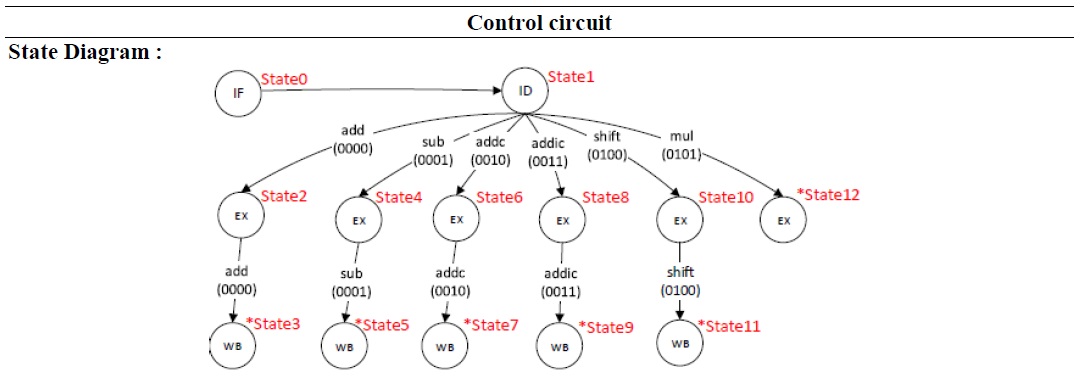 Control circuit
State Diagram :
State0
State1
IF
ID
add
(0000)
sub
(0001)
addc
(0010)
addic
(0011)
shift
(0100)
mul
(0101)
State2
State4
State6
State8
State10
*State12
EX
EX
EX
EX
EX
EX
add
(0000)
sub
(0001)
addc
(0010)
addic
(0011)
shift
(0100)
*State3
*State5
*State7
*State9
*State11
WB
WB
WB
WB
WB